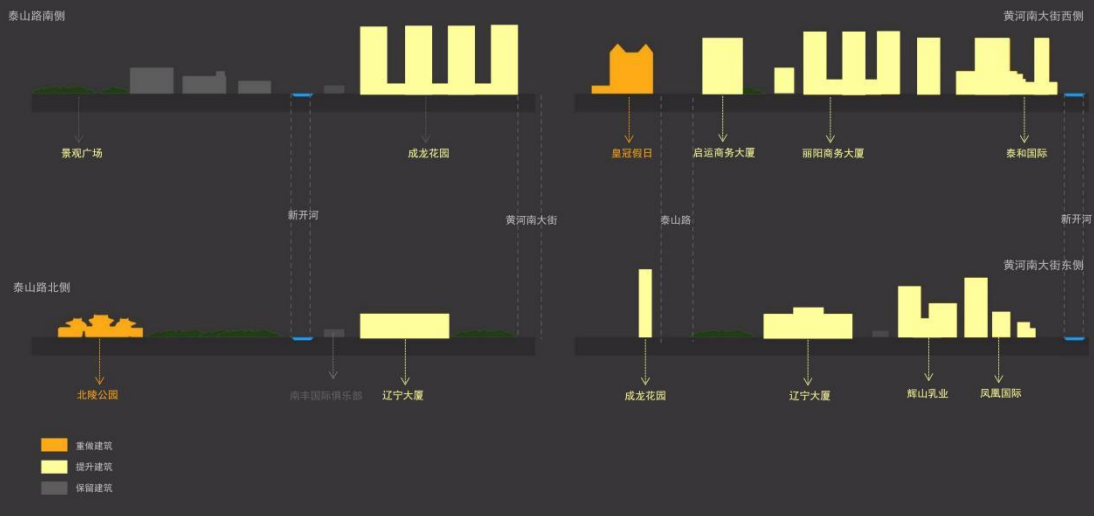 泰山路南侧
黄河南大街西侧
景观广场
成龙花园
皇冠假日
启运商务大厦
丽阳商务大厦
泰和国际
新开河
黄河南大街
泰山路
新开河
泰山路北侧
黄河南大街东侧
北陵公园
南丰国际俱乐部
辽宁大厦
成龙花园
辽宁大厦
辉山乳业
凤凰国际
重做建筑
提升建筑
保留建筑